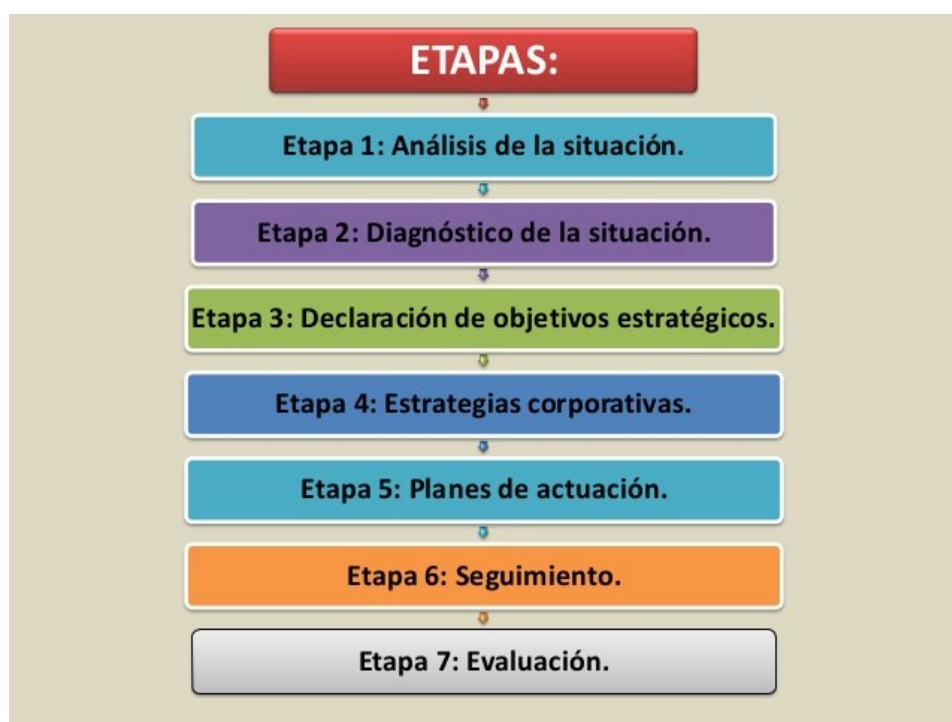 ETAPAS:
Etapa 1: Análisis de la situación.
Etapa 2: Diagnóstico de la situación.
Etapa 3: Declaración de objetivos estratégicos.
Etapa 4: Estrategias corporativas.
Etapa 5: Planes de actuación.
Etapa 6: Seguimiento.
Etapa 7: Evaluación.